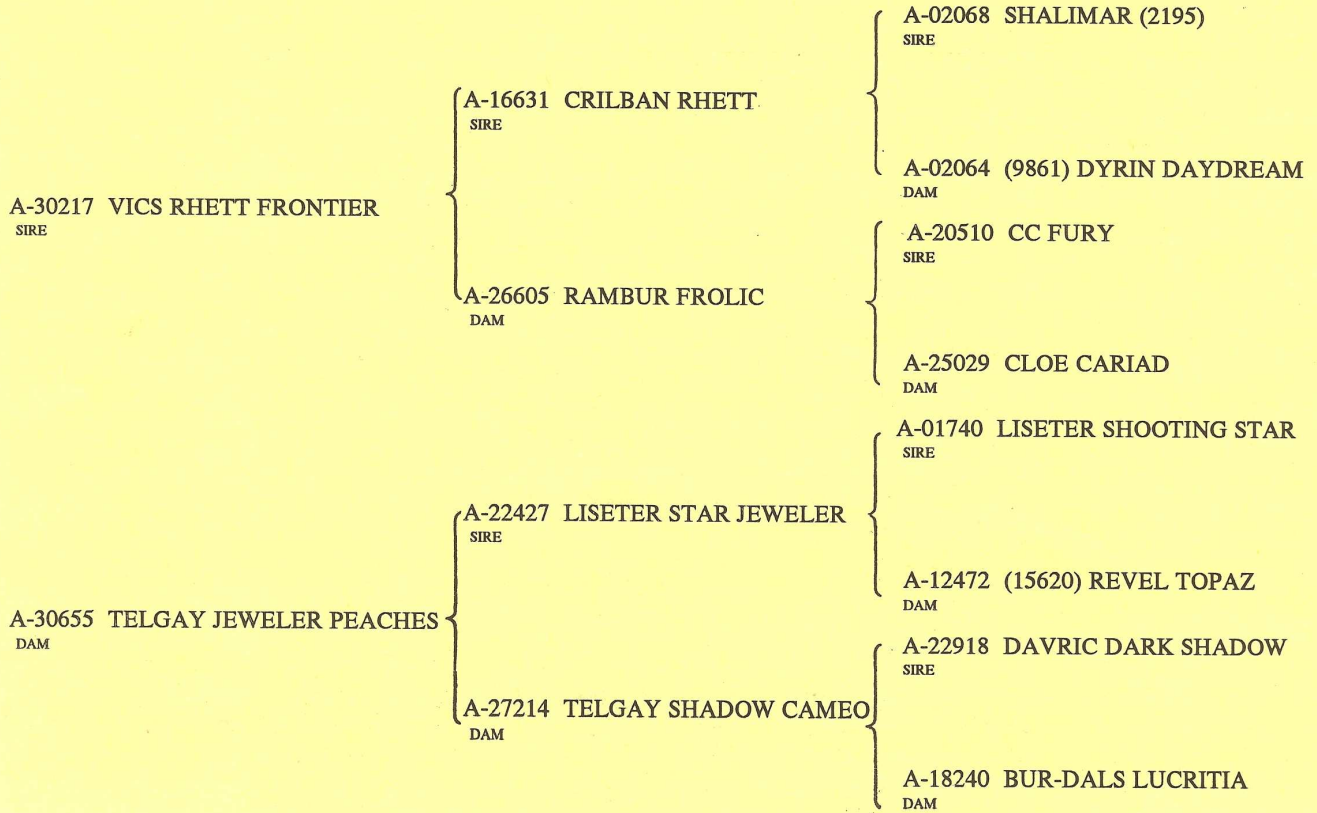 A-02068 SHALIMAR (2195)
SIRE
A-16631 CRILBAN RHETT
SIRE
A-02064 (9861) DYRIN DAYDREAM
DAM
A-30217 VICS RHETT FRONTIER
SIRE
A-20510 CC FURY
SIRE
A-26605 RAMBUR FROLIC
DAM
A-25029 CLOE CARIAD
DAM
A-01740 LISETER SHOOTING STAR
SIRE
A-22427 LISETER STAR JEWELER
SIRE
A-12472 (15620) REVEL TOPAZ
DAM
A-30655 TELGAY JEWELER PEACHES
DAM
A-22918 DAVRIC DARK SHADOW
SIRE
A-27214 TELGAY SHADOW CAMEO
DAM
A-18240 BUR-DALS LUCRITIA
DAM